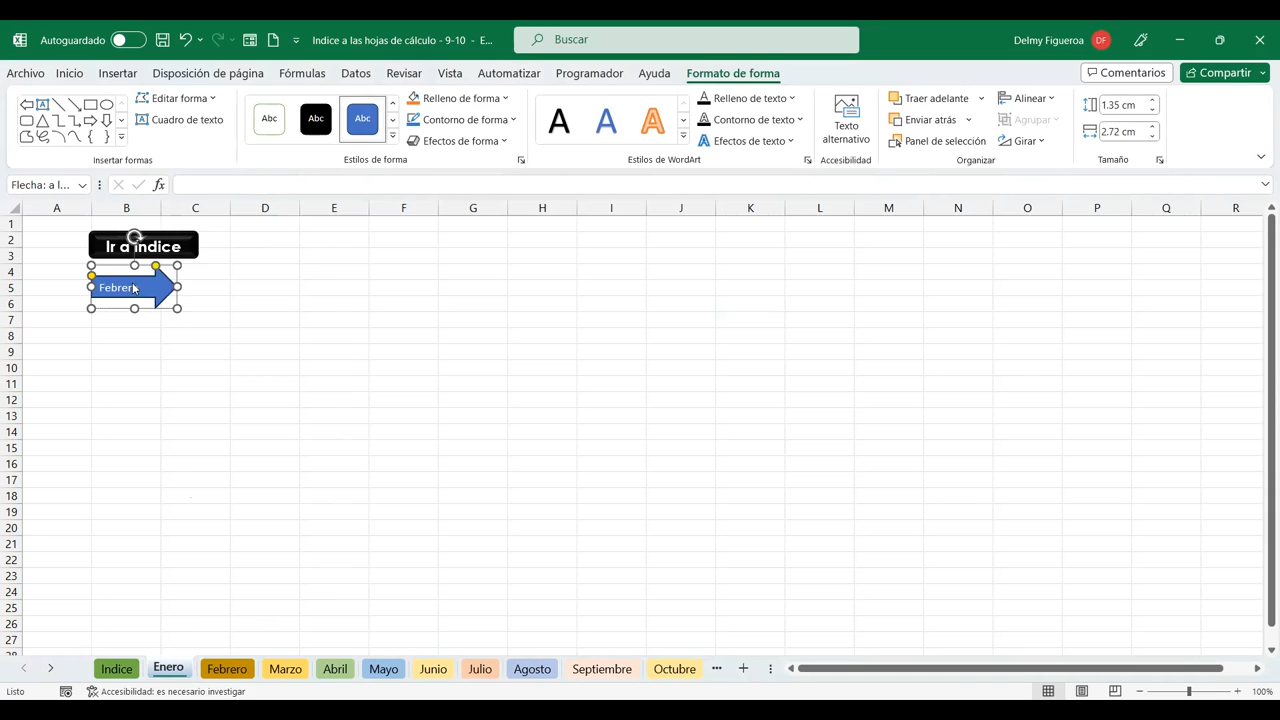 Autoguardado Indice a las hojas de cálculo - 9-10 - E... Buscar Delmy Figueroa DF
Archivo Inicio Insertar Disposición de página Fórmulas Datos Revisar Vista Automatizar Programador Ayuda Formato de forma Comentarios Compartir
Editar forma
Cuadro de texto
Insertar formas
Abc Abc Abc
Relleno de forma
Contorno de forma
Efectos de forma
Estilos de forma
A A A
Relleno de texto
Contorno de texto
Efectos de texto
Estilos de WordArt
Texto
alternativo
Accesibilidad
Traer adelante
Enviar atrás
Panel de selección
Alinear
Agrupar
Girar
Organizar
1.35 cm
2.72 cm
Tamaño
Flecha: a l... fx
A B C D E F G H I J K L M N O P Q R
1
2
3
4
5
6
7
8
9
10
11
12
13
14
15
16
17
18
19
20
21
22
23
24
25
26
27
28
Ir a indice
Febrero
Indice Enero Febrero Marzo Abril Mayo Junio Julio Agosto Septiembre Octubre
Listo Accesibilidad: es necesario investigar 100%